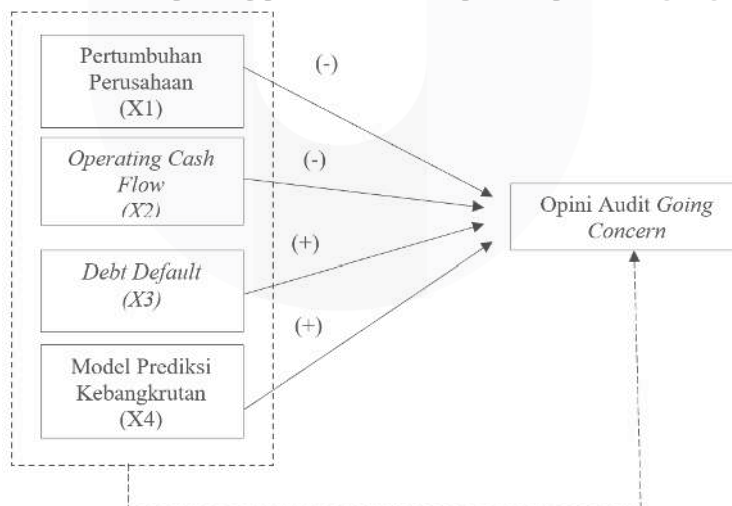 Pertumbuhan
Perusahaan
(X1)
(-)
Operating Cash
Flow
(X2)
(-)
Debt Default
(X3)
(+)
Model Prediksi
Kebangkrutan
(X4)
(+)
Opini Audit Going
Concern